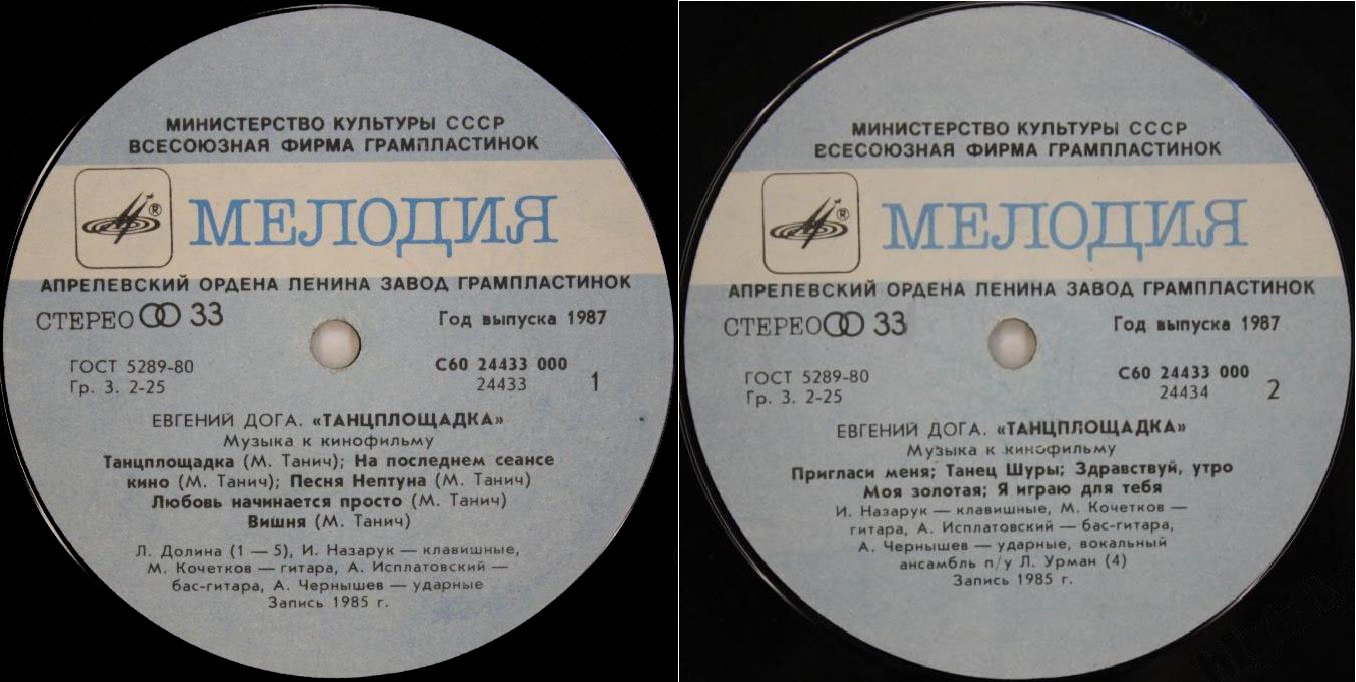 МИНИСТЕРСТВО КУЛЬТУРЫ СССР
ВСЕСОЮЗНАЯ ФИРМА ГРАМПЛАСТИНОК
®
МЕЛОДИЯ
АПРЕЛЕВСКИЙ ОРДЕНА ЛЕНИНА ЗАВОД ГРАМПЛАСТИНОК
СТЕРЕО 33
Год выпуска 1987
ГОСТ 5289-80
Гр. 3. 2-25
С60 24433 000
24433 1
ЕВГЕНИЙ ДОГА. «ТАНЦПЛОЩАДКА»
Музыка к кинофильму
Танцплощадка (М. Танич); На последнем сеансе
кино (М. Танич); Песня Нептуна (М. Танич)
Любовь начинается просто (М. Танич)
Вишня (М. Танич)
Л. Долина (1 — 5), И. Назарук — клавишные,
М. Кочетков — гитара, А. Исплатовский —
бас-гитара, А. Чернышев — ударные
Запись 1985 г.
МИНИСТЕРСТВО КУЛЬТУРЫ СССР
ВСЕСОЮЗНАЯ ФИРМА ГРАМПЛАСТИНОК
®
МЕЛОДИЯ
АПРЕЛЕВСКИЙ ОРДЕНА ЛЕНИНА ЗАВОД ГРАМПЛАСТИНОК
СТЕРЕО 33
Год выпуска 1987
ГОСТ 5289-80
Гр. 3. 2-25
С60 24433 000
24434 2
ЕВГЕНИЙ ДОГА. «ТАНЦПЛОЩАДКА»
Музыка к кинофильму
Пригласи меня; Танец Шуры; Здравствуй, утро
Моя золотая; Я играю для тебя
И. Назарук — клавишные, М. Кочетков —
гитара, А. Исплатовский — бас-гитара,
А. Чернышев — ударные, вокальный
ансамбль п/у Л. Урман (4)
Запись 1985 г.